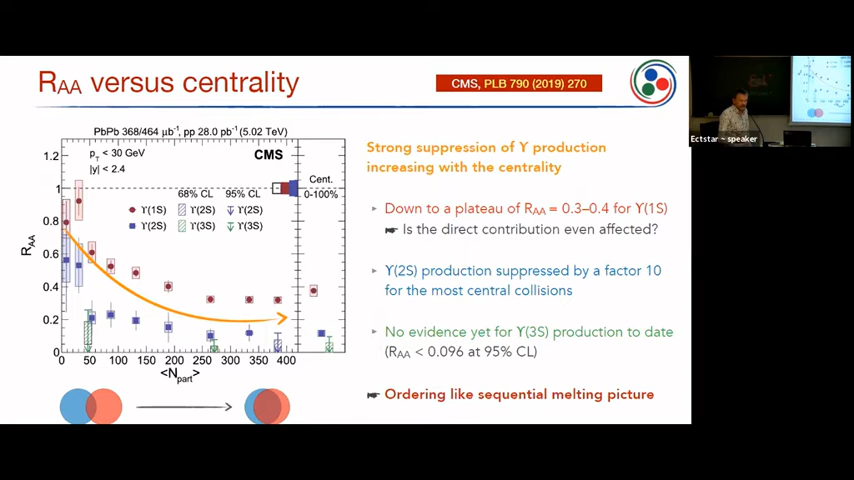 RAA versus centrality
CMS, PLB 790 (2019) 270
PbPb 368/464 μb⁻¹, pp 28.0 pb⁻¹ (5.02 TeV)
pT < 30 GeV
|y| < 2.4
CMS
Cent.
0-100%
68% CL 95% CL
ϒ(1S) ϒ(2S) ϒ(2S)
ϒ(2S) ϒ(3S) ϒ(3S)
RAA
1.2
1
0.8
0.6
0.4
0.2
0
0 50 100 150 200 250 300 350 400
<Npart>
Strong suppression of ϒ production
increasing with the centrality
▸ Down to a plateau of RAA = 0.3–0.4 for ϒ(1S)
☛ Is the direct contribution even affected?
▸ ϒ(2S) production suppressed by a factor 10
for the most central collisions
▸ No evidence yet for ϒ(3S) production to date
(RAA < 0.096 at 95% CL)
☛ Ordering like sequential melting picture
Ectstar ~ speaker